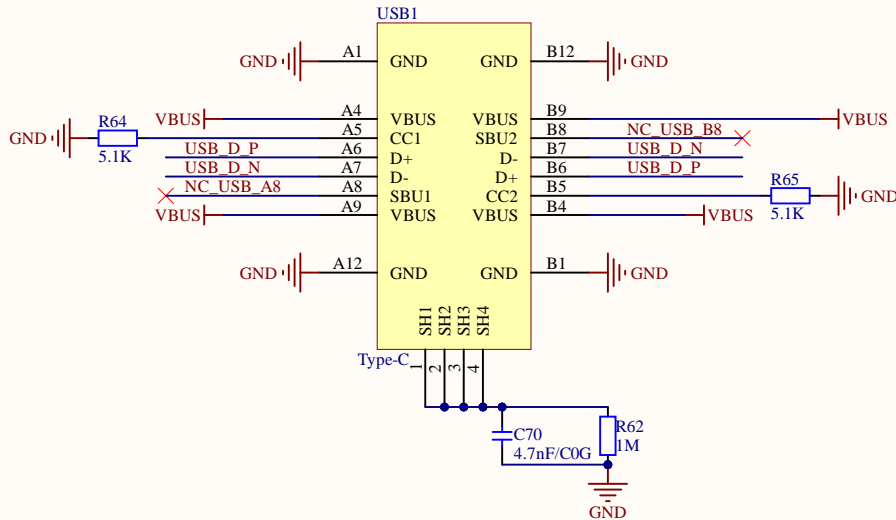 USB1
GND A1 GND GND B12 GND
R64 VBUS A4 VBUS VBUS B9 VBUS
GND A5 CC1 SBU2 B8 NC_USB_B8
5.1K USB_D_P A6 D+ D- B7 USB_D_N
USB_D_N A7 D- D+ B6 USB_D_P R65
NC_USB_A8 A8 SBU1 CC2 B5 GND
VBUS A9 VBUS VBUS B4 VBUS 5.1K
GND A12 GND GND B1 GND
SH1 SH2 SH3 SH4
Type-C 1 2 3 4
C70 R62
4.7nF/C0G 1M
GND